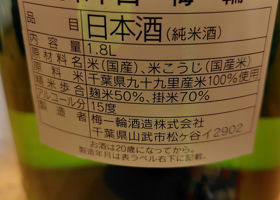 梅一輪
日本酒(純米酒)
内容量 1.8L
原材料名 米(国産)、米こうじ(国産米)
原料米 千葉県九十九里産米100%使用
精米歩合 麹米50%、掛米70%
アルコール分 15度
製造者 梅一輪酒造株式会社
千葉県山武市松ヶ谷イ2902
お酒は20歳になってから。
製造年月は表ラベル右下に記載。